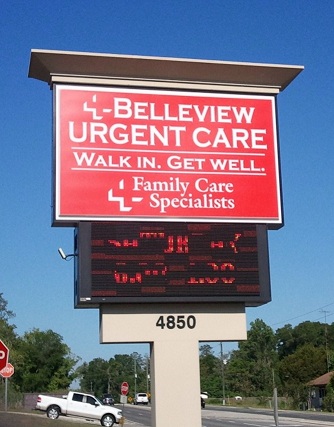 BELLEVIEW
URGENT CARE
WALK IN. GET WELL.
Family Care
Specialists
4850